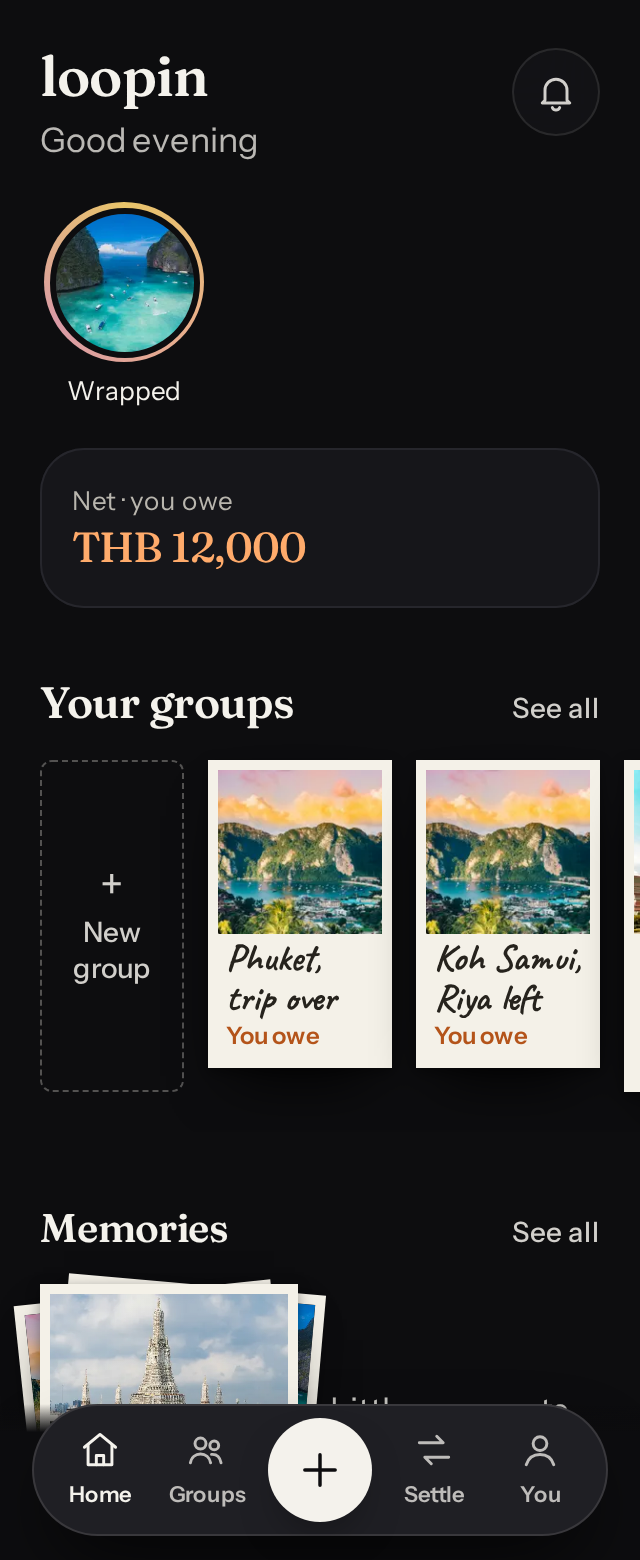 loopin
Good evening
Wrapped
Net · you owe
THB 12,000
Your groups
See all
+
New
group
Phuket,
trip over
You owe
Koh Samui,
Riya left
You owe
Memories
See all
Home
Groups
Settle
You